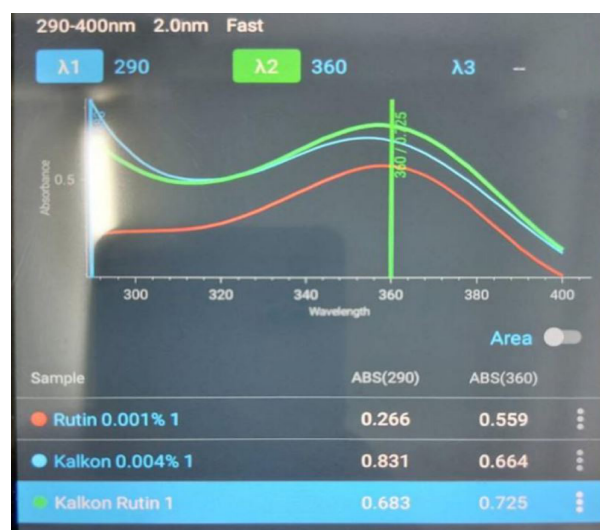 290-400nm 2.0nm Fast
λ1 290 λ2 360 λ3 –
Absorbance
0.5
360 / 0.725
300 320 340 360 380 400
Wavelength
Area
Sample ABS(290) ABS(360)
Rutin 0.001% 1 0.266 0.559
Kalkon 0.004% 1 0.831 0.664
Kalkon Rutin 1 0.683 0.725